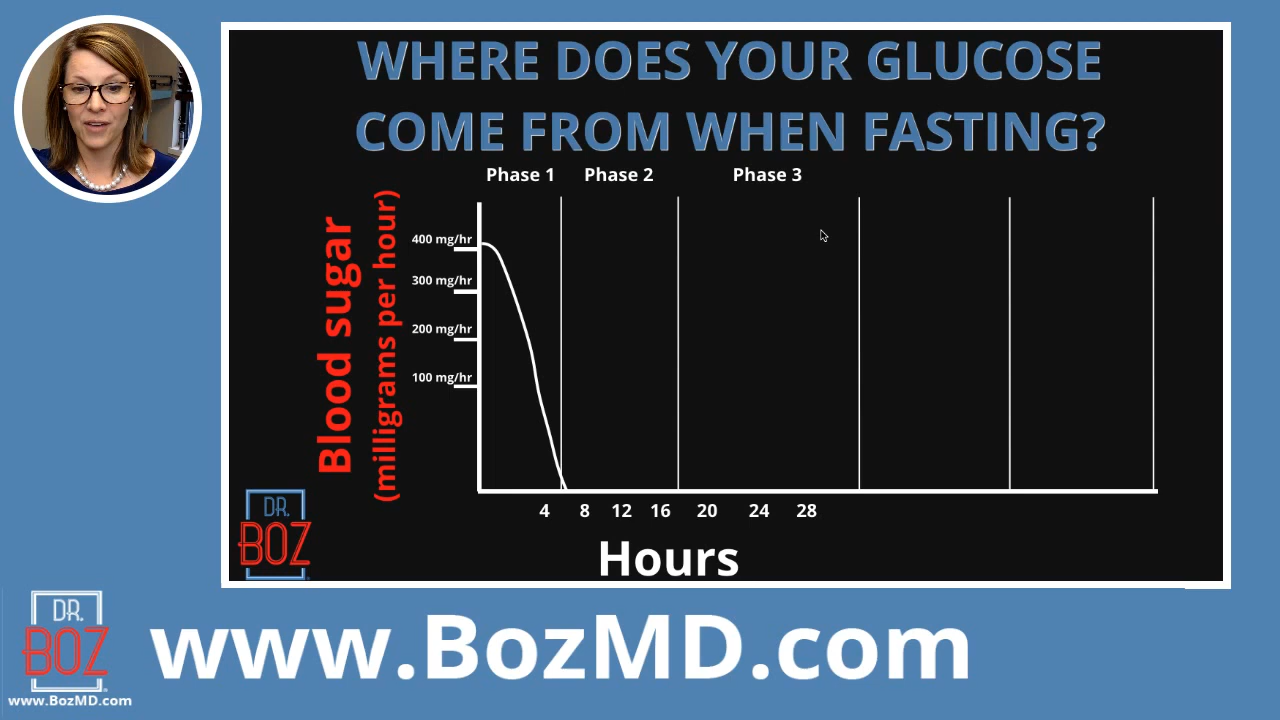 WHERE DOES YOUR GLUCOSE
COME FROM WHEN FASTING?
Phase 1 Phase 2 Phase 3
Blood sugar
(milligrams per hour)
400 mg/hr
300 mg/hr
200 mg/hr
100 mg/hr
4 8 12 16 20 24 28
Hours
DR.
BOZ
DR.
BOZ
www.BozMD.com
www.BozMD.com